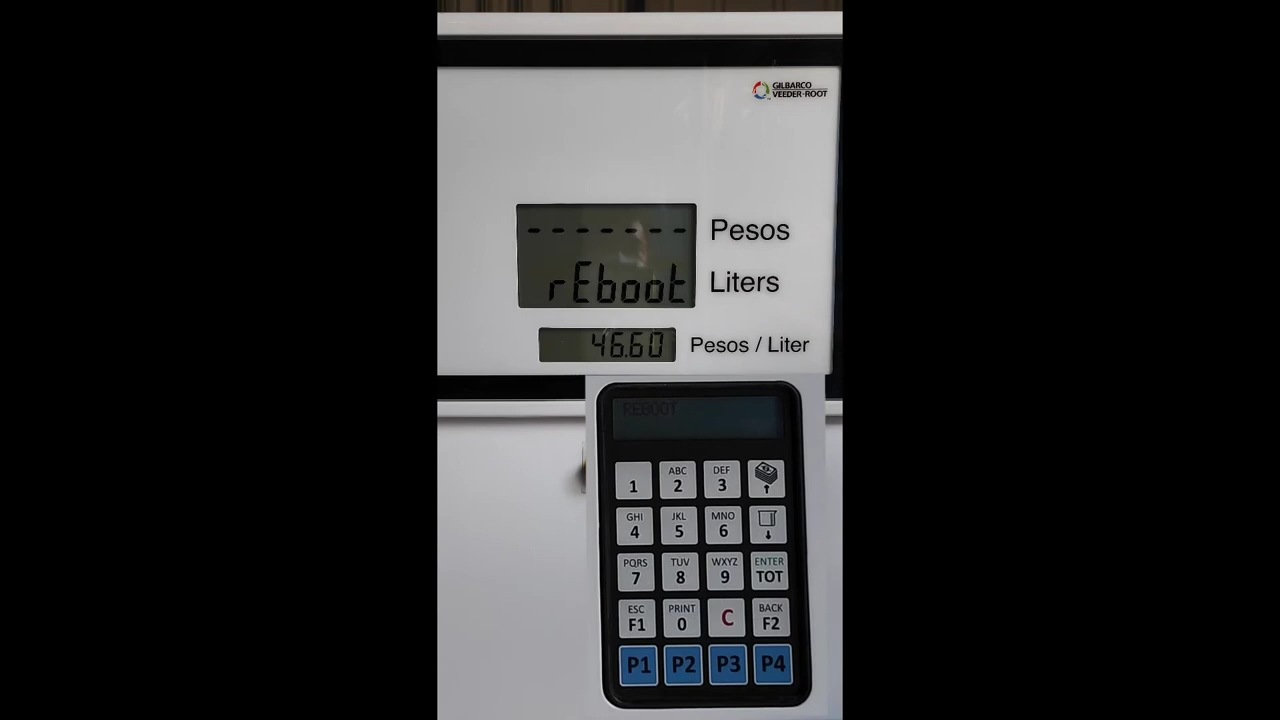 GILBARCO
VEEDER-ROOT
------- Pesos
rEboot Liters
46.60 Pesos / Liter
REBOOT
1 ABC 2 DEF 3
GHI 4 JKL 5 MNO 6
PQRS 7 TUV 8 WXYZ 9 ENTER TOT
ESC F1 PRINT 0 C BACK F2
P1 P2 P3 P4